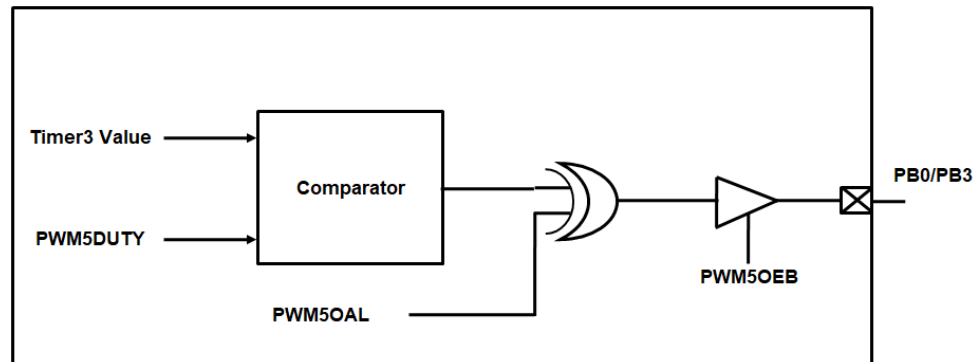 Timer3 Value
PB0/PB3
Comparator
PWM5DUTY
PWM5OEB
PWM5OAL